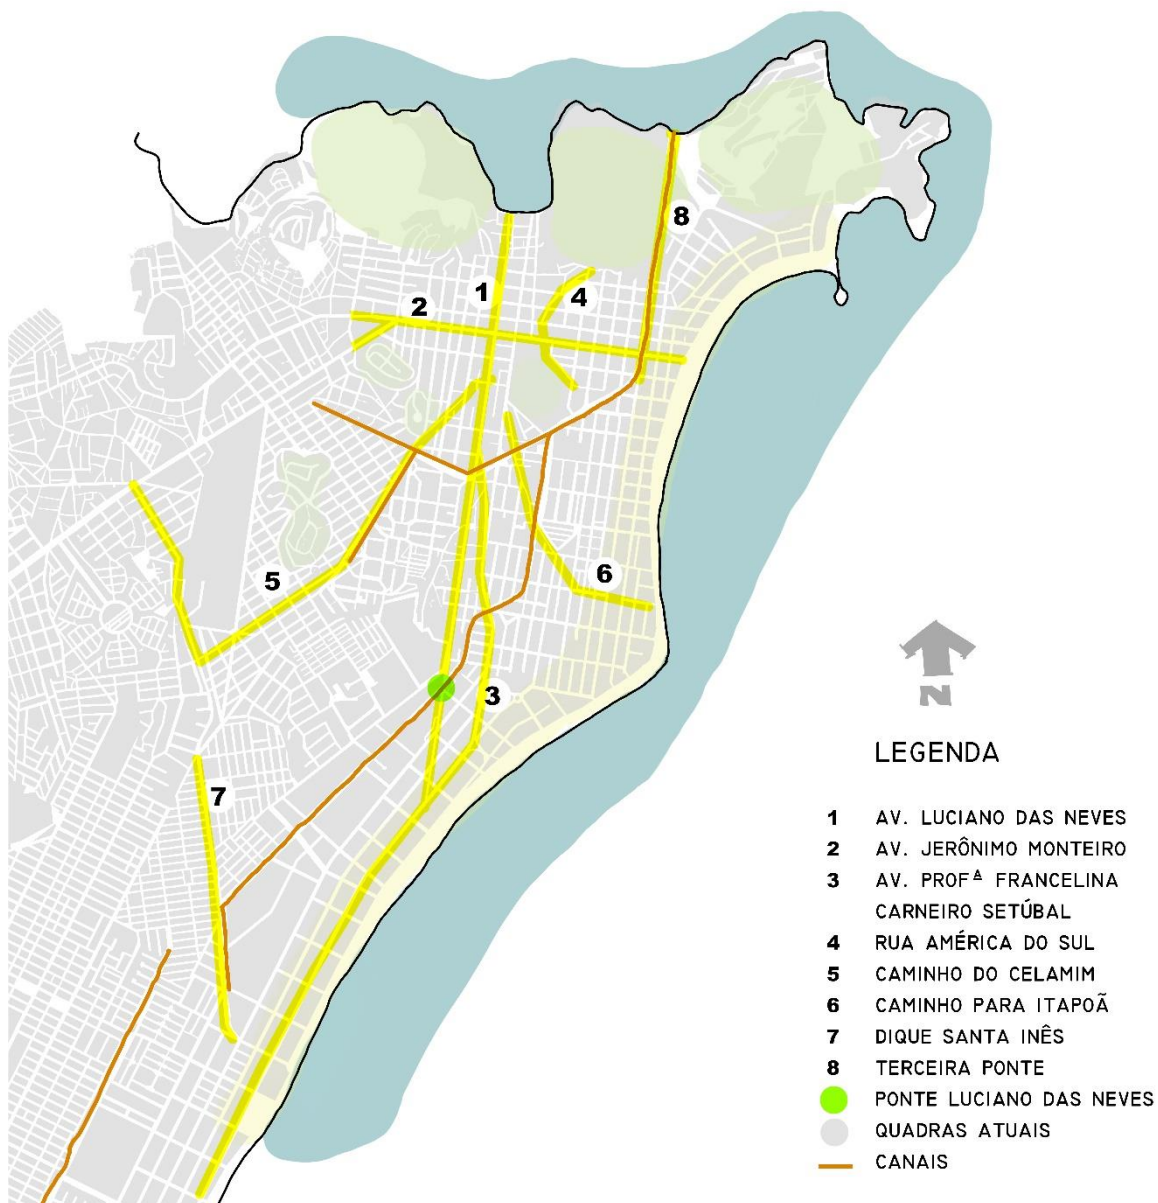 8
1
4
2
5
6
3
7
N
LEGENDA
1 AV. LUCIANO DAS NEVES
2 AV. JERÔNIMO MONTEIRO
3 AV. PROFª FRANCELINA
CARNEIRO SETÚBAL
4 RUA AMÉRICA DO SUL
5 CAMINHO DO CELAMIM
6 CAMINHO PARA ITAPOÃ
7 DIQUE SANTA INÊS
8 TERCEIRA PONTE
PONTE LUCIANO DAS NEVES
QUADRAS ATUAIS
CANAIS